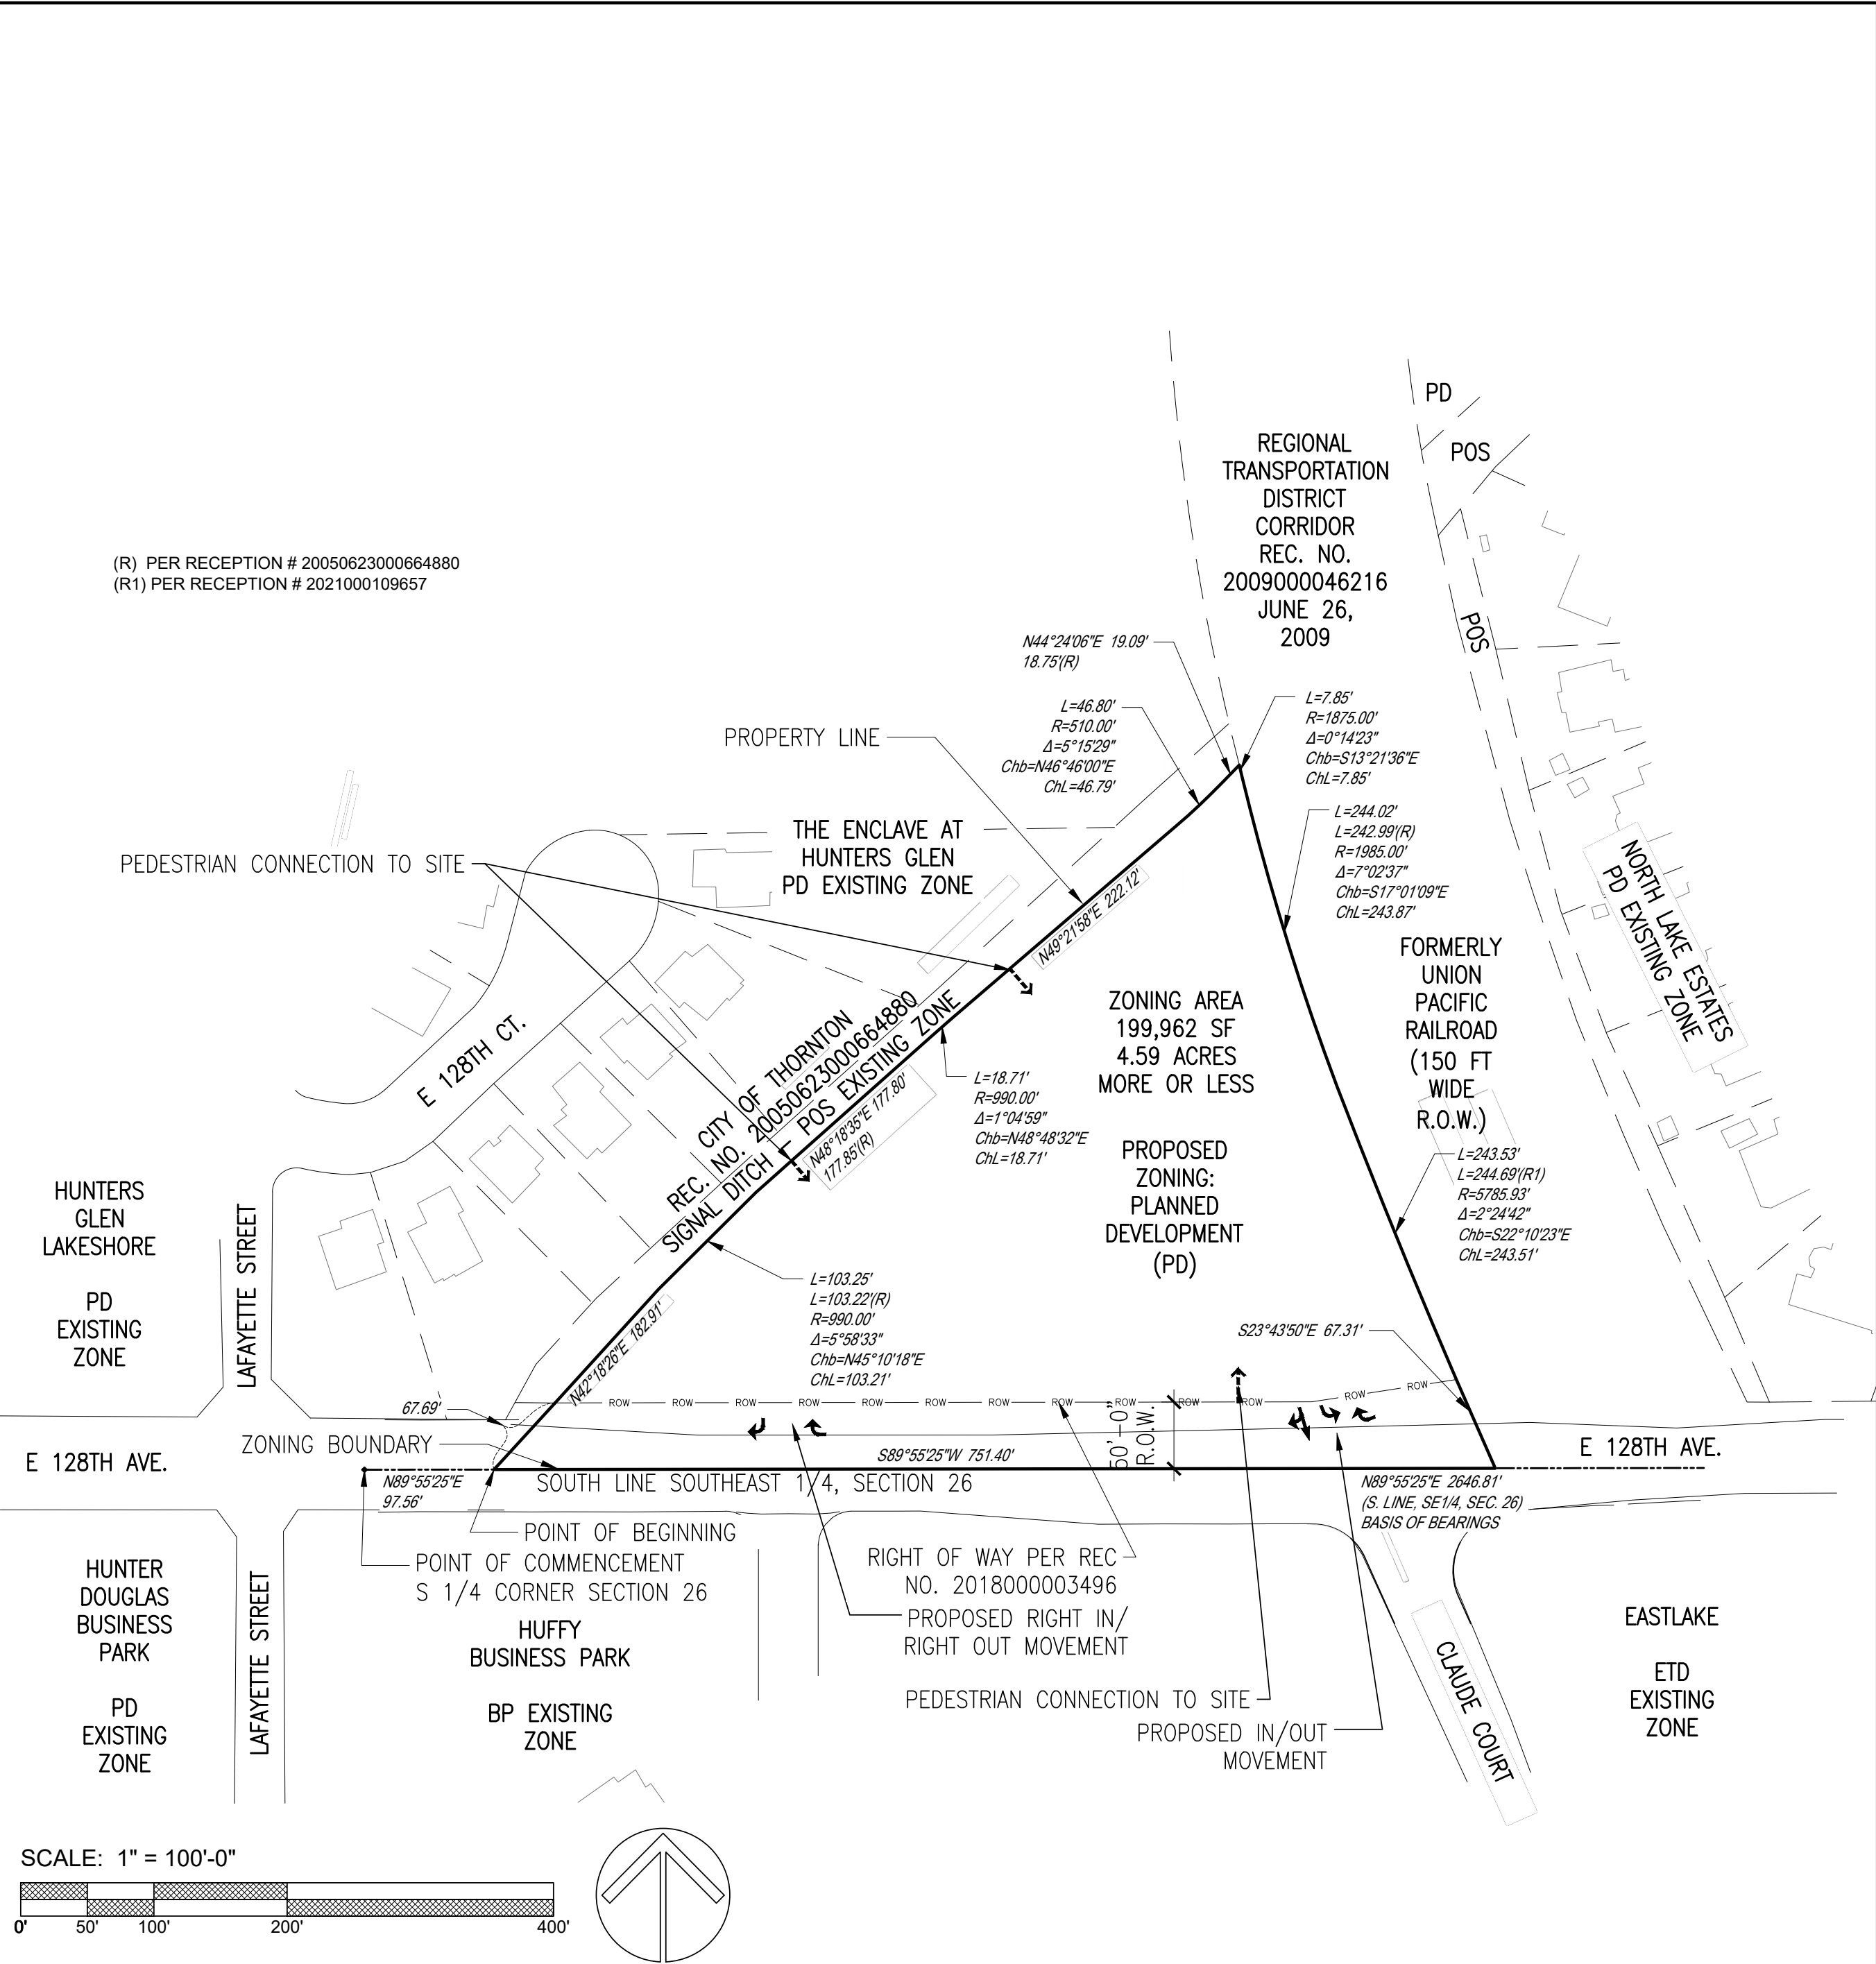 PD
POS
REGIONAL
TRANSPORTATION
DISTRICT
CORRIDOR
REC. NO.
2009000046216
JUNE 26,
2009
(R) PER RECEPTION # 20050623000664880
(R1) PER RECEPTION # 2021000109657
POS
N44°24'06"E 19.09'
18.75'(R)
L=46.80'
R=510.00'
Δ=5°15'29"
Chb=N46°46'00"E
ChL=46.79'
L=7.85'
R=1875.00'
Δ=0°14'23"
Chb=S13°21'36"E
ChL=7.85'
PROPERTY LINE
L=244.02'
L=242.99'(R)
R=1985.00'
Δ=7°02'37"
Chb=S17°01'09"E
ChL=243.87'
THE ENCLAVE AT
HUNTERS GLEN
PD EXISTING ZONE
PEDESTRIAN CONNECTION TO SITE
NORTH LAKE ESTATES
PD EXISTING ZONE
N49°21'58"E 222.12'
FORMERLY
UNION
PACIFIC
RAILROAD
(150 FT
WIDE
R.O.W.)
ZONING AREA
199,962 SF
4.59 ACRES
MORE OR LESS
E 128TH CT.
CITY OF THORNTON
REC. NO. 20050623000664880
SIGNAL DITCH - POS EXISTING ZONE
N48°18'35"E 177.80'
177.85'(R)
L=18.71'
R=990.00'
Δ=1°04'59"
Chb=N48°48'32"E
ChL=18.71'
PROPOSED
ZONING:
PLANNED
DEVELOPMENT
(PD)
L=243.53'
L=244.69'(R1)
R=5785.93'
Δ=2°24'42"
Chb=S22°10'23"E
ChL=243.51'
HUNTERS
GLEN
LAKESHORE
PD
EXISTING
ZONE
LAFAYETTE STREET
L=103.25'
L=103.22'(R)
R=990.00'
Δ=5°58'33"
Chb=N45°10'18"E
ChL=103.21'
N42°18'26"E 182.91'
S23°43'50"E 67.31'
ROW ROW ROW ROW ROW ROW ROW ROW ROW ROW ROW ROW ROW
67.69'
ZONING BOUNDARY
50'-0"
R.O.W.
E 128TH AVE.
S89°55'25"W 751.40'
E 128TH AVE.
N89°55'25"E
97.56'
SOUTH LINE SOUTHEAST 1/4, SECTION 26
N89°55'25"E 2646.81'
(S. LINE, SE1/4, SEC. 26)
BASIS OF BEARINGS
POINT OF BEGINNING
POINT OF COMMENCEMENT
S 1/4 CORNER SECTION 26
RIGHT OF WAY PER REC
NO. 2018000003496
PROPOSED RIGHT IN/
RIGHT OUT MOVEMENT
HUNTER
DOUGLAS
BUSINESS
PARK
PD
EXISTING
ZONE
LAFAYETTE STREET
HUFFY
BUSINESS PARK
BP EXISTING
ZONE
PEDESTRIAN CONNECTION TO SITE
PROPOSED IN/OUT
MOVEMENT
CLAUDE COURT
EASTLAKE
ETD
EXISTING
ZONE
SCALE: 1" = 100'-0"
0' 50' 100' 200' 400'